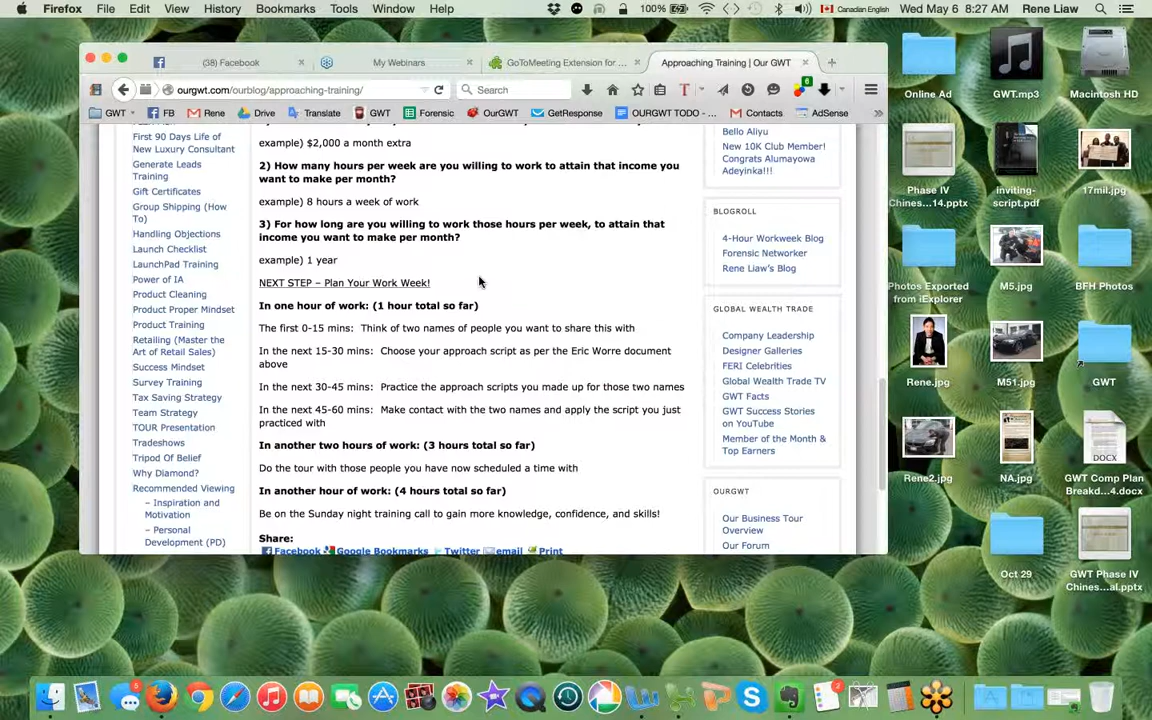 Firefox File Edit View History Bookmarks Tools Window Help 100% Canadian English Wed May 6 8:27 AM Rene Liaw
(38) Facebook My Webinars GoToMeeting Extension for ... Approaching Training | Our GWT
ourgwt.com/ourblog/approaching-training/ Search 6
GWT FB Rene Drive Translate GWT Forensic OurGWT GetResponse OURGWT TODO - ... Contacts AdSense
First 90 Days Life of
New Luxury Consultant
Generate Leads
Training
Gift Certificates
Group Shipping (How
To)
Handling Objections
Launch Checklist
LaunchPad Training
Power of IA
Product Cleaning
Product Proper Mindset
Product Training
Retailing (Master the
Art of Retail Sales)
Success Mindset
Survey Training
Tax Saving Strategy
Team Strategy
TOUR Presentation
Tradeshows
Tripod Of Belief
Why Diamond?
Recommended Viewing
– Inspiration and
Motivation
– Personal
Development (PD)
example) $2,000 a month extra
2) How many hours per week are you willing to work to attain that income you
want to make per month?
example) 8 hours a week of work
3) For how long are you willing to work those hours per week, to attain that
income you want to make per month?
example) 1 year
NEXT STEP – Plan Your Work Week!
In one hour of work: (1 hour total so far)
The first 0-15 mins: Think of two names of people you want to share this with
In the next 15-30 mins: Choose your approach script as per the Eric Worre document
above
In the next 30-45 mins: Practice the approach scripts you made up for those two names
In the next 45-60 mins: Make contact with the two names and apply the script you just
practiced with
In another two hours of work: (3 hours total so far)
Do the tour with those people you have now scheduled a time with
In another hour of work: (4 hours total so far)
Be on the Sunday night training call to gain more knowledge, confidence, and skills!
Share:
Facebook Google Bookmarks Twitter email Print
Bello Aliyu
New 10K Club Member!
Congrats Alumayowa
Adeyinka!!!
BLOGROLL
4-Hour Workweek Blog
Forensic Networker
Rene Liaw's Blog
GLOBAL WEALTH TRADE
Company Leadership
Designer Galleries
FERI Celebrities
Global Wealth Trade TV
GWT Facts
GWT Success Stories
on YouTube
Member of the Month &
Top Earners
OURGWT
Our Business Tour
Overview
Our Forum
Online Ad GWT.mp3 Macintosh HD
Phase IV
Chines...14.pptx
inviting-
script.pdf
17mil.jpg
Photos Exported
from iExplorer
M5.jpg
BFH Photos
Rene.jpg M51.jpg GWT
DOCX
Rene2.jpg NA.jpg
GWT Comp Plan
Breakd...4.docx
Oct 29
GWT Phase IV
Chines...al.pptx
5
2